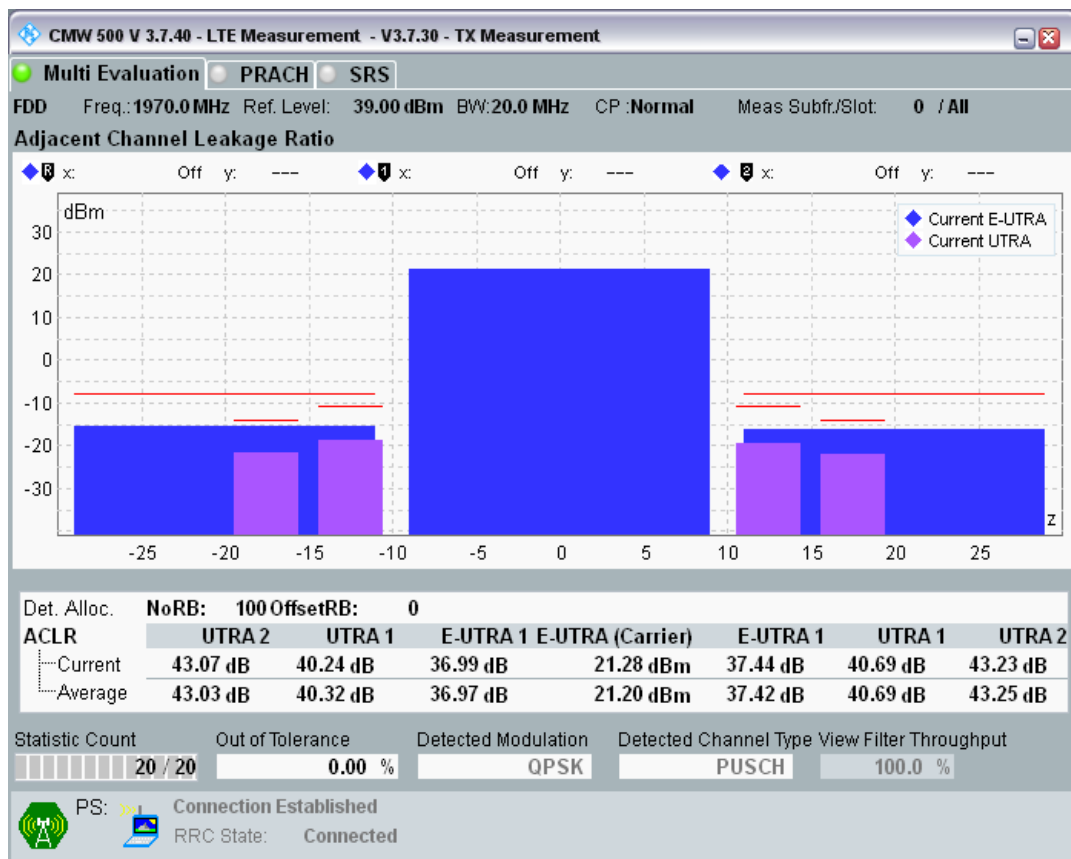 CMW 500 V 3.7.40 - LTE Measurement - V3.7.30 - TX Measurement
Multi Evaluation PRACH SRS
FDD Freq.:1970.0 MHz Ref. Level: 39.00 dBm BW:20.0 MHz CP :Normal Meas Subfr./Slot: 0 / All
Adjacent Channel Leakage Ratio
R x: Off y: --- 1 x: Off y: --- 2 x: Off y: ---
dBm
Current E-UTRA
Current UTRA
30
20
10
0
-10
-20
-30
z
-25 -20 -15 -10 -5 0 5 10 15 20 25
Det. Alloc. NoRB: 100 OffsetRB: 0
ACLR UTRA 2 UTRA 1 E-UTRA 1 E-UTRA (Carrier) E-UTRA 1 UTRA 1 UTRA 2
Current 43.07 dB 40.24 dB 36.99 dB 21.28 dBm 37.44 dB 40.69 dB 43.23 dB
Average 43.03 dB 40.32 dB 36.97 dB 21.20 dBm 37.42 dB 40.69 dB 43.25 dB
Statistic Count Out of Tolerance Detected Modulation Detected Channel Type View Filter Throughput
20 / 20 0.00 % QPSK PUSCH 100.0 %
PS: Connection Established
RRC State: Connected